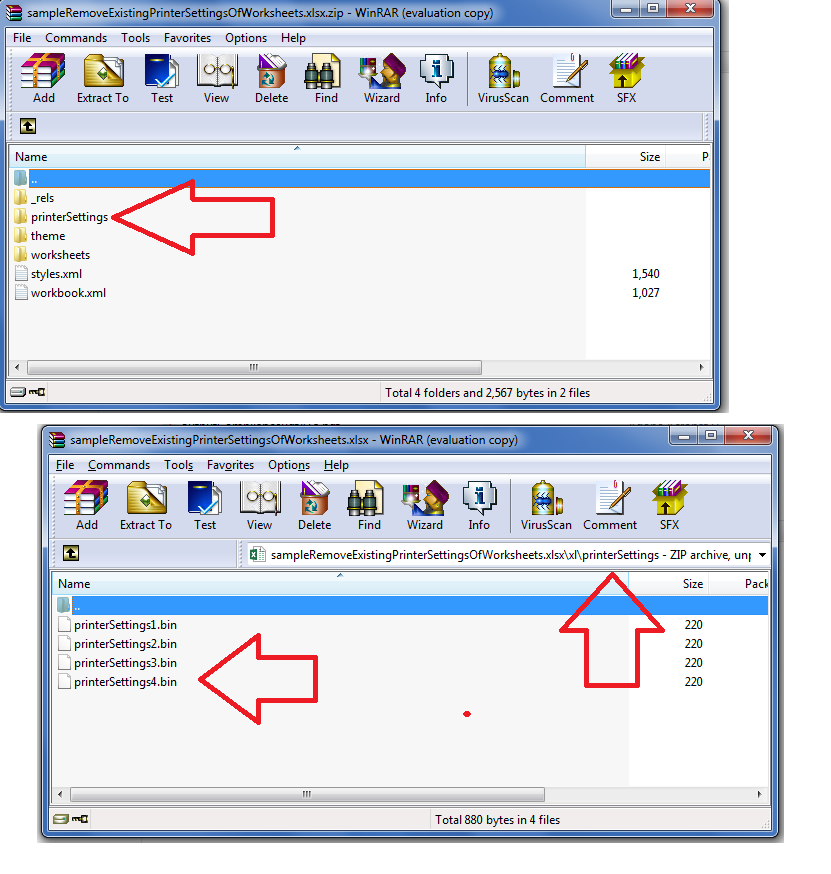 sampleRemoveExistingPrinterSettingsOfWorksheets.xlsx.zip - WinRAR (evaluation copy)
File Commands Tools Favorites Options Help
Add Extract To Test View Delete Find Wizard Info VirusScan Comment SFX
Name Size P
..
_rels
printerSettings
theme
worksheets
styles.xml 1,540
workbook.xml 1,027
Total 4 folders and 2,567 bytes in 2 files
sampleRemoveExistingPrinterSettingsOfWorksheets.xlsx - WinRAR (evaluation copy)
File Commands Tools Favorites Options Help
Add Extract To Test View Delete Find Wizard Info VirusScan Comment SFX
sampleRemoveExistingPrinterSettingsOfWorksheets.xlsx\xl\printerSettings - ZIP archive, unp
Name Size Pack
..
printerSettings1.bin 220
printerSettings2.bin 220
printerSettings3.bin 220
printerSettings4.bin 220
Total 880 bytes in 4 files